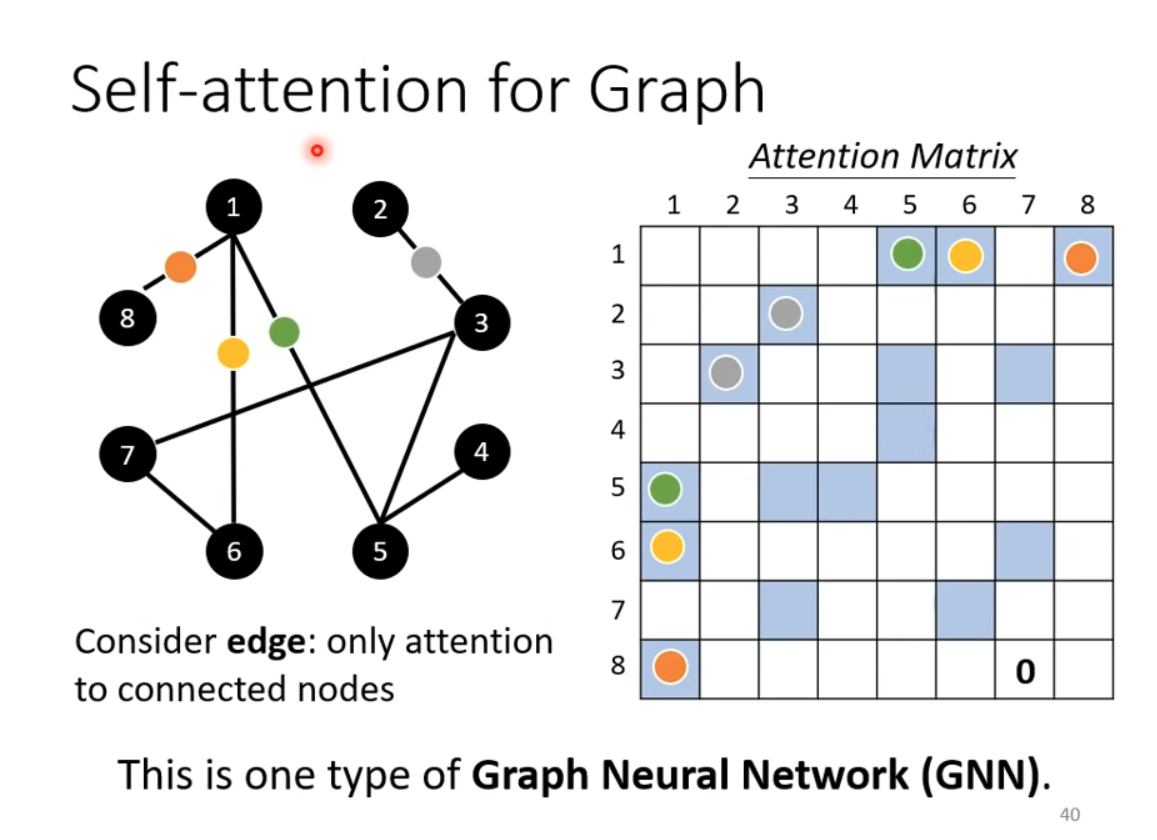 Self-attention for Graph
Attention Matrix
1 2 3 4 5 6 7 8
1
2
3
4
5
6
7
8 0
1
2
8
3
7
4
6
5
Consider edge: only attention
to connected nodes
This is one type of Graph Neural Network (GNN).
40